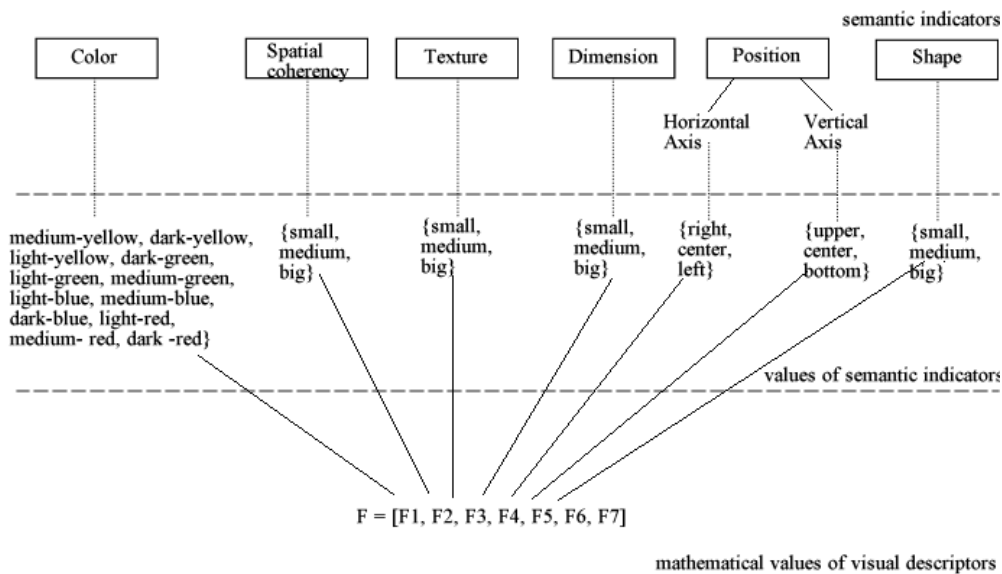 semantic indicators
Color
Spatial
coherency
Texture
Dimension
Position
Shape
Horizontal
Axis
Vertical
Axis
medium-yellow, dark-yellow,
light-yellow, dark-green,
light-green, medium-green,
light-blue, medium-blue,
dark-blue, light-red,
medium- red, dark -red}
{small,
medium,
big}
{small,
medium,
big}
{small,
medium,
big}
{right,
center,
left}
{upper,
center,
bottom}
{small,
medium,
big}
values of semantic indicators
F = [F1, F2, F3, F4, F5, F6, F7]
mathematical values of visual descriptors